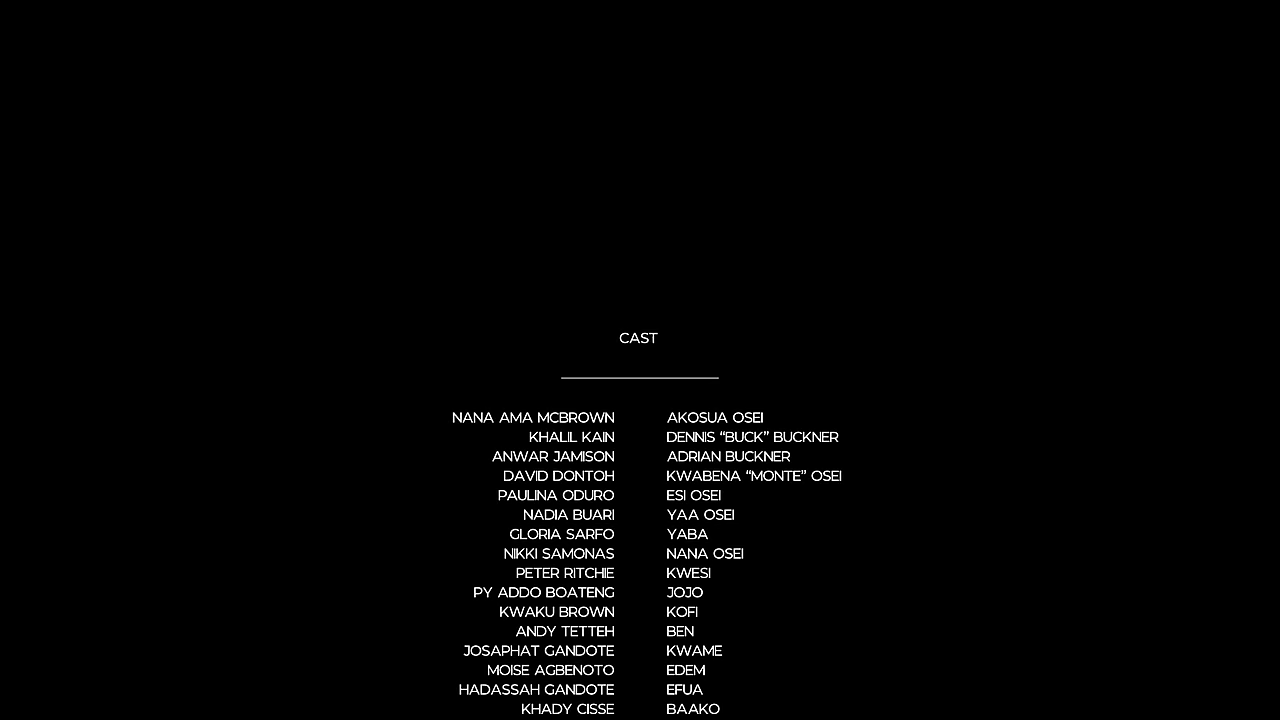 CAST
NANA AMA MCBROWN AKOSUA OSEI
KHALIL KAIN DENNIS “BUCK” BUCKNER
ANWAR JAMISON ADRIAN BUCKNER
DAVID DONTOH KWABENA “MONTE” OSEI
PAULINA ODURO ESI OSEI
NADIA BUARI YAA OSEI
GLORIA SARFO YABA
NIKKI SAMONAS NANA OSEI
PETER RITCHIE KWESI
PY ADDO BOATENG JOJO
KWAKU BROWN KOFI
ANDY TETTEH BEN
JOSAPHAT GANDOTE KWAME
MOISE AGBENOTO EDEM
HADASSAH GANDOTE EFUA
KHADY CISSE BAAKO